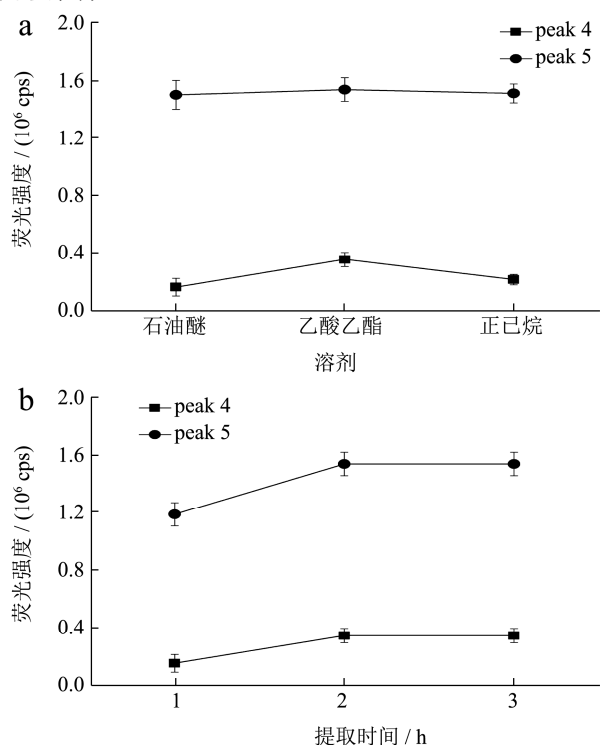 a
2.0
peak 4
peak 5
1.6
1.2
0.8
0.4
0.0
荧光强度 / (10⁶ cps)
石油醚 乙酸乙酯 正已烷
溶剂
b
2.0
peak 4
peak 5
1.6
1.2
0.8
0.4
0.0
荧光强度 / (10⁶ cps)
1 2 3
提取时间 / h